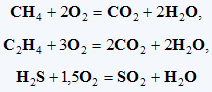 CH₄ + 2O₂ = CO₂ + 2H₂O,
C₂H₄ + 3O₂ = 2CO₂ + 2H₂O,
H₂S + 1,5O₂ = SO₂ + H₂O